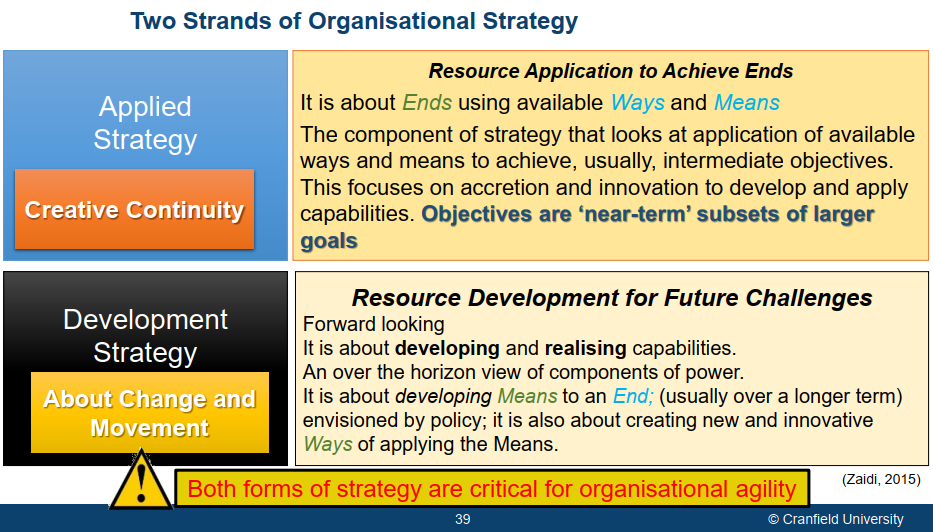 Two Strands of Organisational Strategy
Applied
Strategy
Creative Continuity
Resource Application to Achieve Ends
It is about Ends using available Ways and Means
The component of strategy that looks at application of available
ways and means to achieve, usually, intermediate objectives.
This focuses on accretion and innovation to develop and apply
capabilities. Objectives are ‘near-term’ subsets of larger
goals
Development
Strategy
About Change and
Movement
Resource Development for Future Challenges
Forward looking
It is about developing and realising capabilities.
An over the horizon view of components of power.
It is about developing Means to an End; (usually over a longer term)
envisioned by policy; it is also about creating new and innovative
Ways of applying the Means.
!
Both forms of strategy are critical for organisational agility
(Zaidi, 2015)
39
© Cranfield University